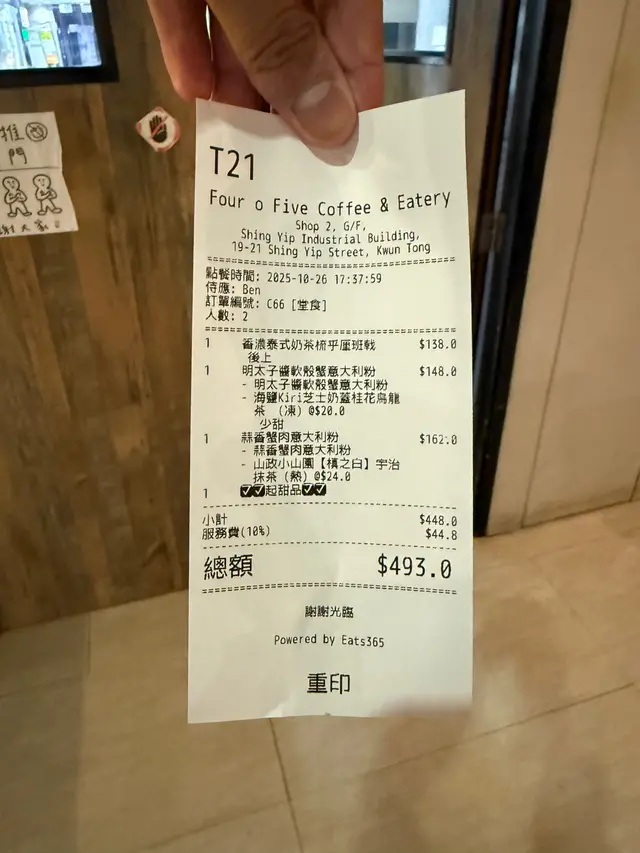 推
門
謝大家
T21
Four o Five Coffee & Eatery
Shop 2, G/F,
Shing Yip Industrial Building,
19-21 Shing Yip Street, Kwun Tong
點餐時間: 2025-10-26 17:37:59
侍應: Ben
訂單編號: C66 [堂食]
人數: 2
1 香濃泰式奶茶梳乎厘班戟 $138.0
後上
1 明太子醬軟殼蟹意大利粉 $148.0
- 明太子醬軟殼蟹意大利粉
- 海鹽Kiri芝士奶蓋桂花烏龍
茶 (凍) @$20.0
少甜
1 蒜香蟹肉意大利粉 $162.0
- 蒜香蟹肉意大利粉
- 山政小山園【槙之白】宇治
抹茶 (熱) @$24.0
1 ☑☑起甜品☑☑
小計 $448.0
服務費(10%) $44.8
總額 $493.0
謝謝光臨
Powered by Eats365
重印